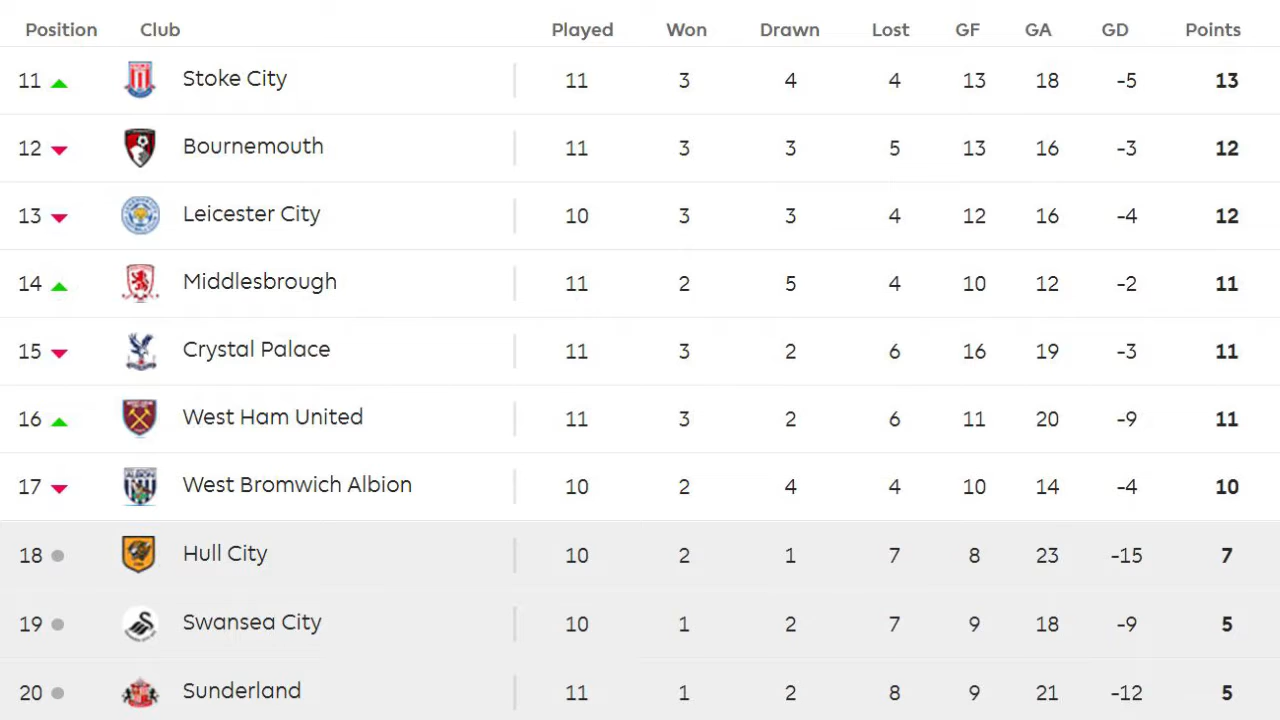 Position Club Played Won Drawn Lost GF GA GD Points
11 Stoke City 11 3 4 4 13 18 -5 13
12 Bournemouth 11 3 3 5 13 16 -3 12
13 Leicester City 10 3 3 4 12 16 -4 12
14 Middlesbrough 11 2 5 4 10 12 -2 11
15 Crystal Palace 11 3 2 6 16 19 -3 11
16 West Ham United 11 3 2 6 11 20 -9 11
17 West Bromwich Albion 10 2 4 4 10 14 -4 10
18 Hull City 10 2 1 7 8 23 -15 7
19 Swansea City 10 1 2 7 9 18 -9 5
20 Sunderland 11 1 2 8 9 21 -12 5